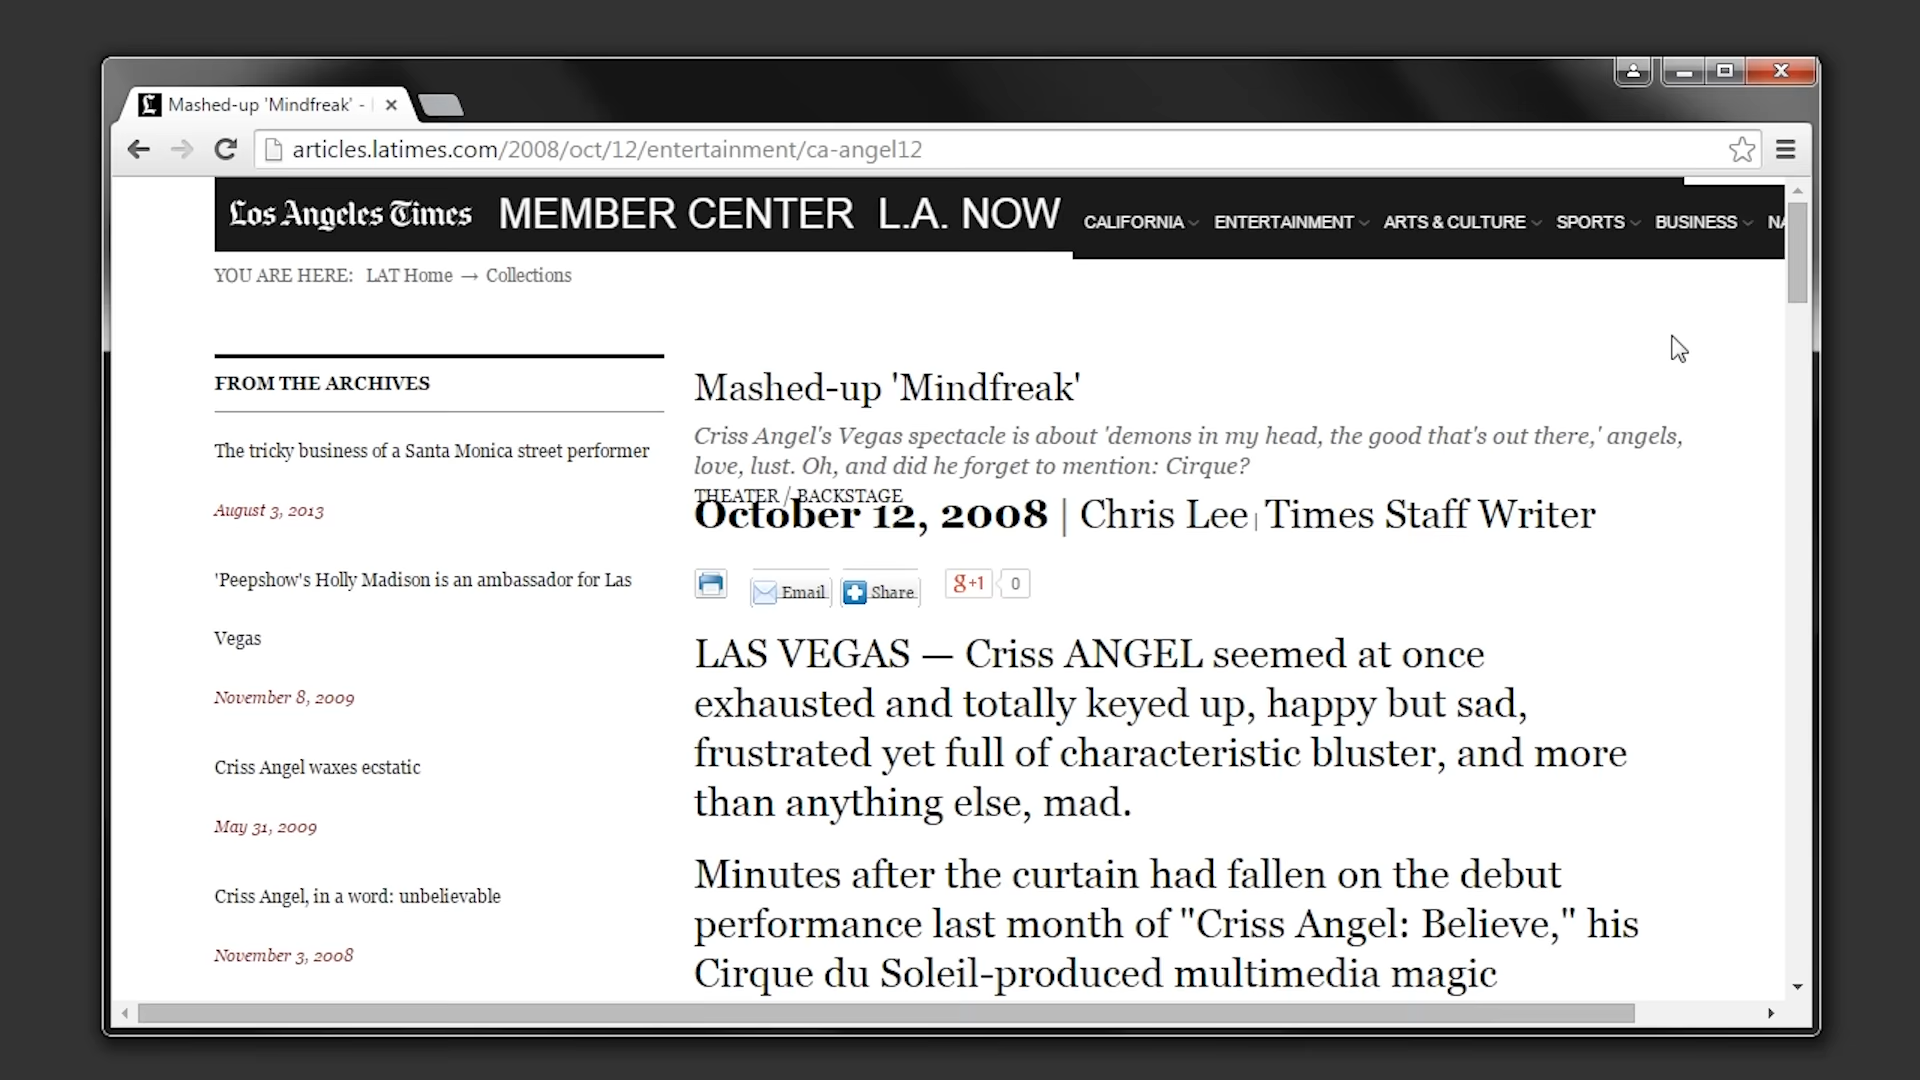 Mashed-up 'Mindfreak' -
articles.latimes.com/2008/oct/12/entertainment/ca-angel12
Los Angeles Times MEMBER CENTER L.A. NOW CALIFORNIA ENTERTAINMENT ARTS & CULTURE SPORTS BUSINESS NA
YOU ARE HERE: LAT Home → Collections
FROM THE ARCHIVES
The tricky business of a Santa Monica street performer
August 3, 2013
'Peepshow's Holly Madison is an ambassador for Las
Vegas
November 8, 2009
Criss Angel waxes ecstatic
May 31, 2009
Criss Angel, in a word: unbelievable
November 3, 2008
Mashed-up 'Mindfreak'
Criss Angel's Vegas spectacle is about 'demons in my head, the good that's out there,' angels,
love, lust. Oh, and did he forget to mention: Cirque?
THEATER / BACKSTAGE
October 12, 2008 | Chris Lee | Times Staff Writer
Email Share g+1 0
LAS VEGAS — Criss ANGEL seemed at once
exhausted and totally keyed up, happy but sad,
frustrated yet full of characteristic bluster, and more
than anything else, mad.
Minutes after the curtain had fallen on the debut
performance last month of "Criss Angel: Believe," his
Cirque du Soleil-produced multimedia magic